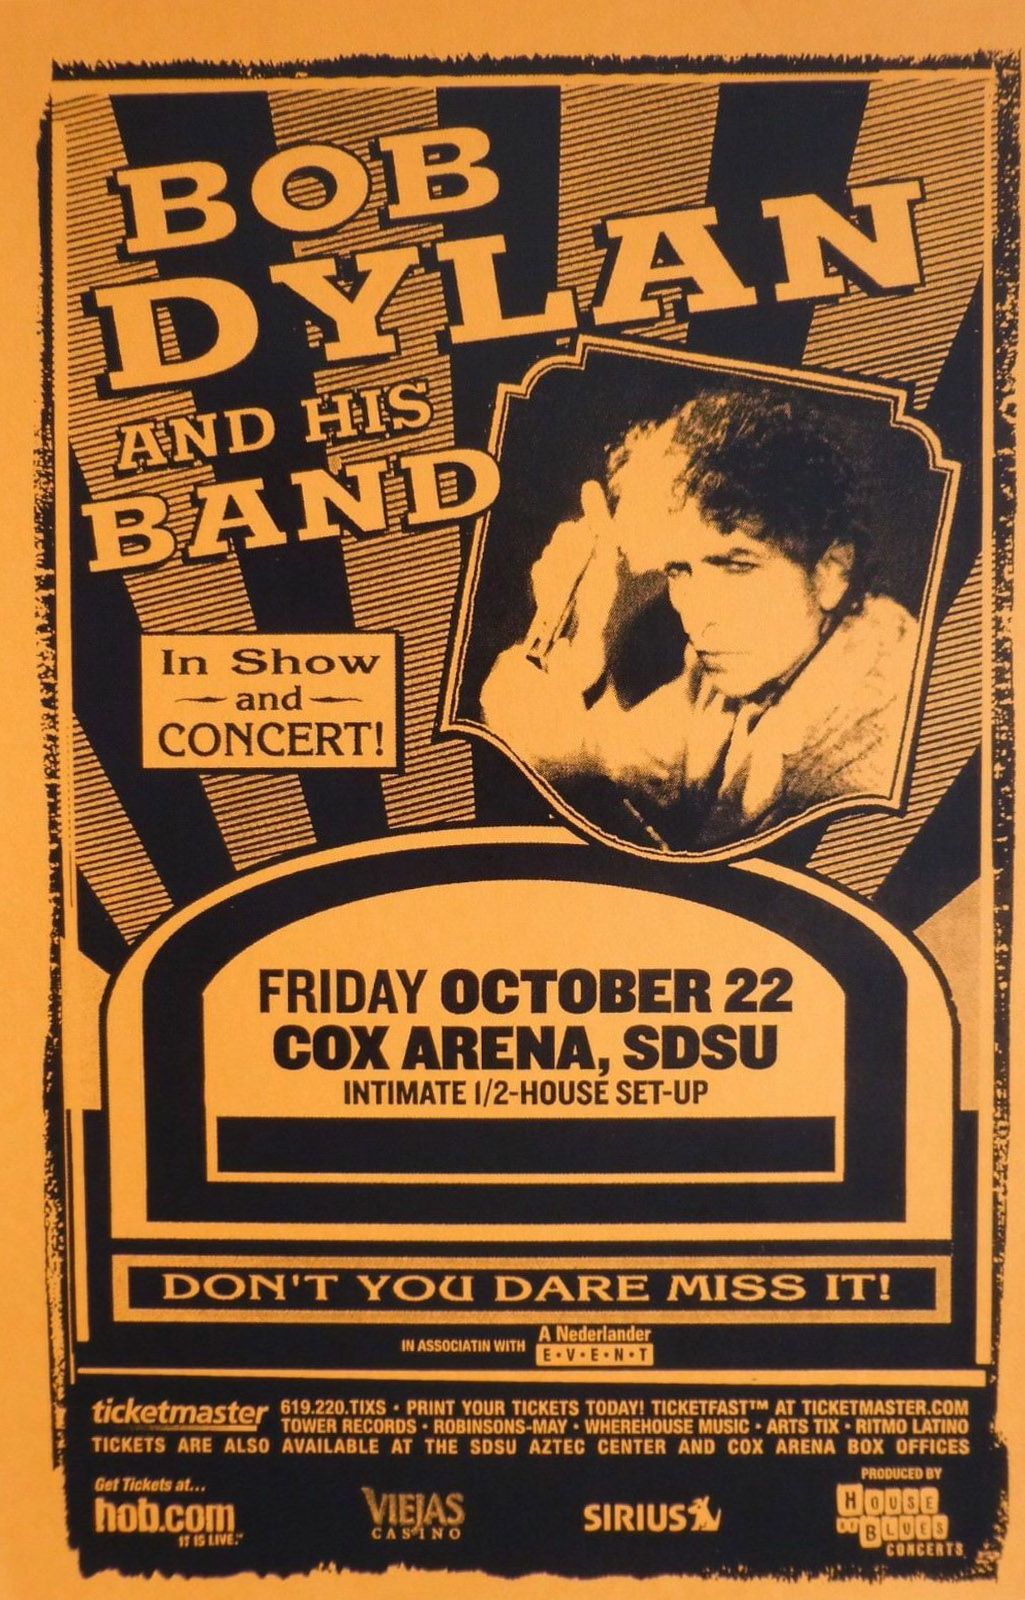 BOB
DYLAN
AND HIS
BAND
In Show
and
CONCERT!
FRIDAY OCTOBER 22
COX ARENA, SDSU
INTIMATE 1/2-HOUSE SET-UP
DON'T YOU DARE MISS IT!
IN ASSOCIATIN WITH A Nederlander
E•V•E•N•T
ticketmaster 619.220.TIXS • PRINT YOUR TICKETS TODAY! TICKETFAST™ AT TICKETMASTER.COM
TOWER RECORDS • ROBINSONS-MAY • WHEREHOUSE MUSIC • ARTS TIX • RITMO LATINO
TICKETS ARE ALSO AVAILABLE AT THE SDSU AZTEC CENTER AND COX ARENA BOX OFFICES
Get Tickets at...
hob.com
IT IS LIVE.™
VIEJAS
CASINO
SIRIUS
PRODUCED BY
HOUSE
OF BLUES
CONCERTS